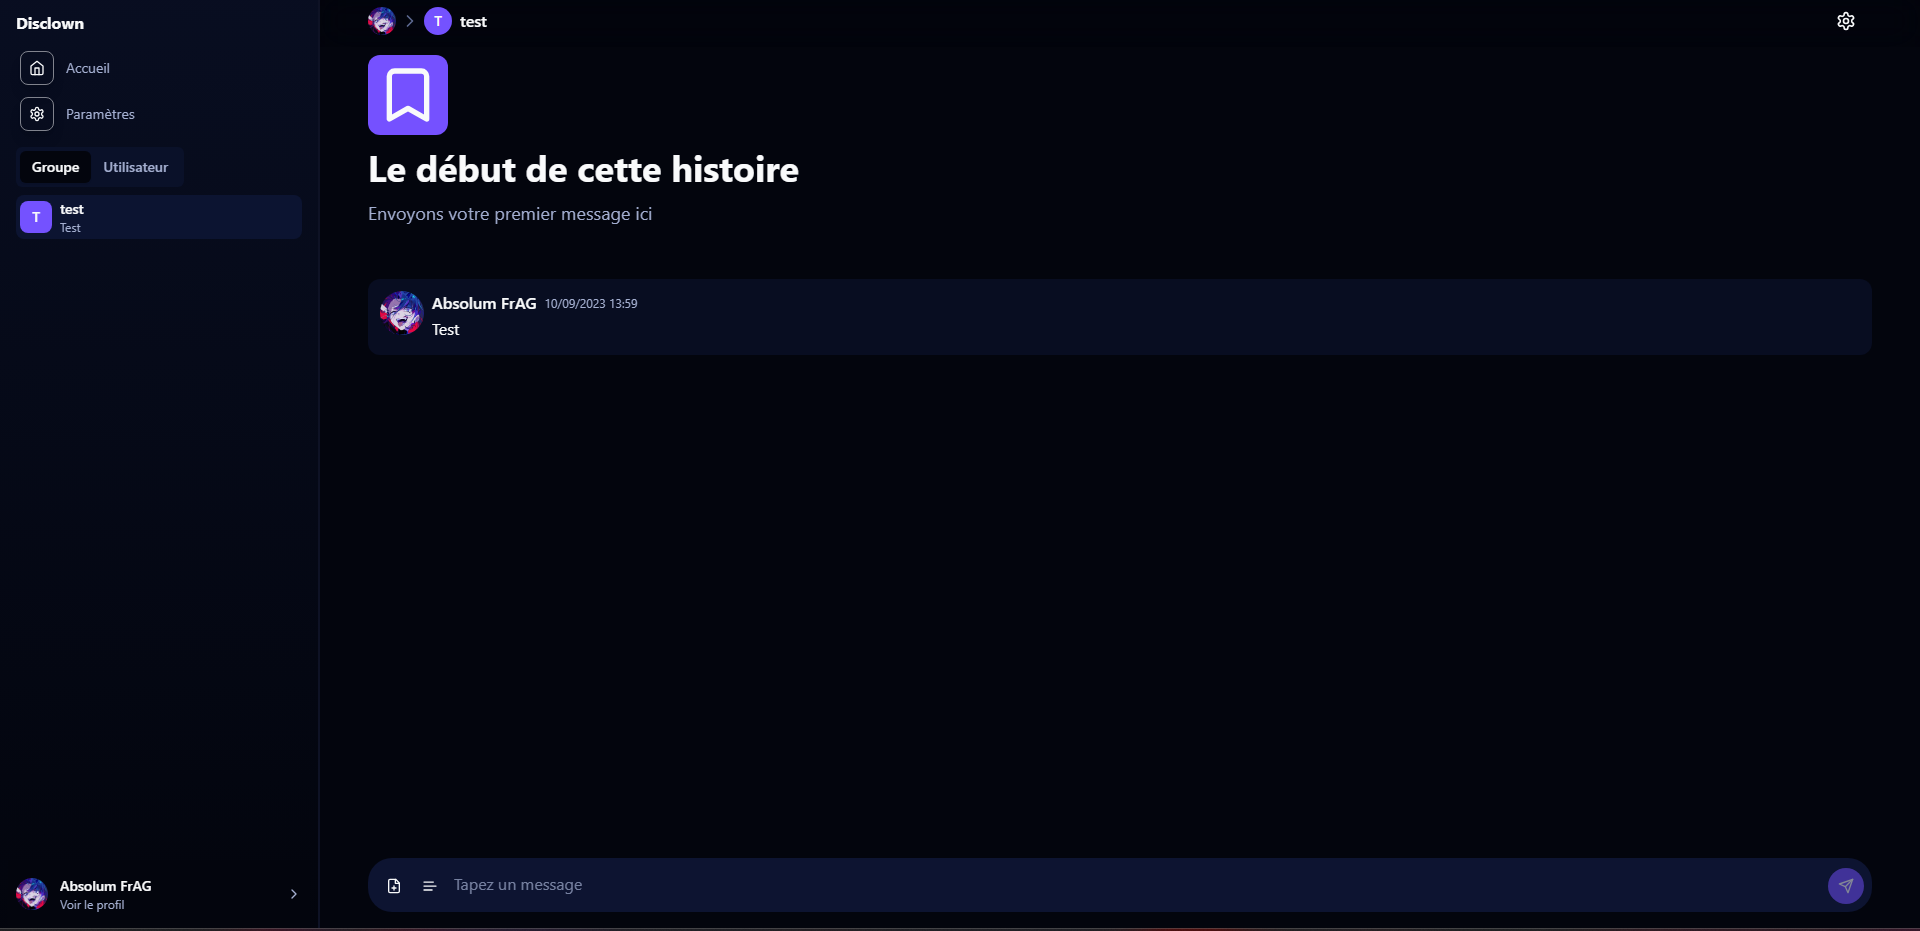 Disclown
Accueil
Paramètres
Groupe Utilisateur
T test
Test
Absolum FrAG
Voir le profil
T test
Le début de cette histoire
Envoyons votre premier message ici
Absolum FrAG 10/09/2023 13:59
Test
Tapez un message